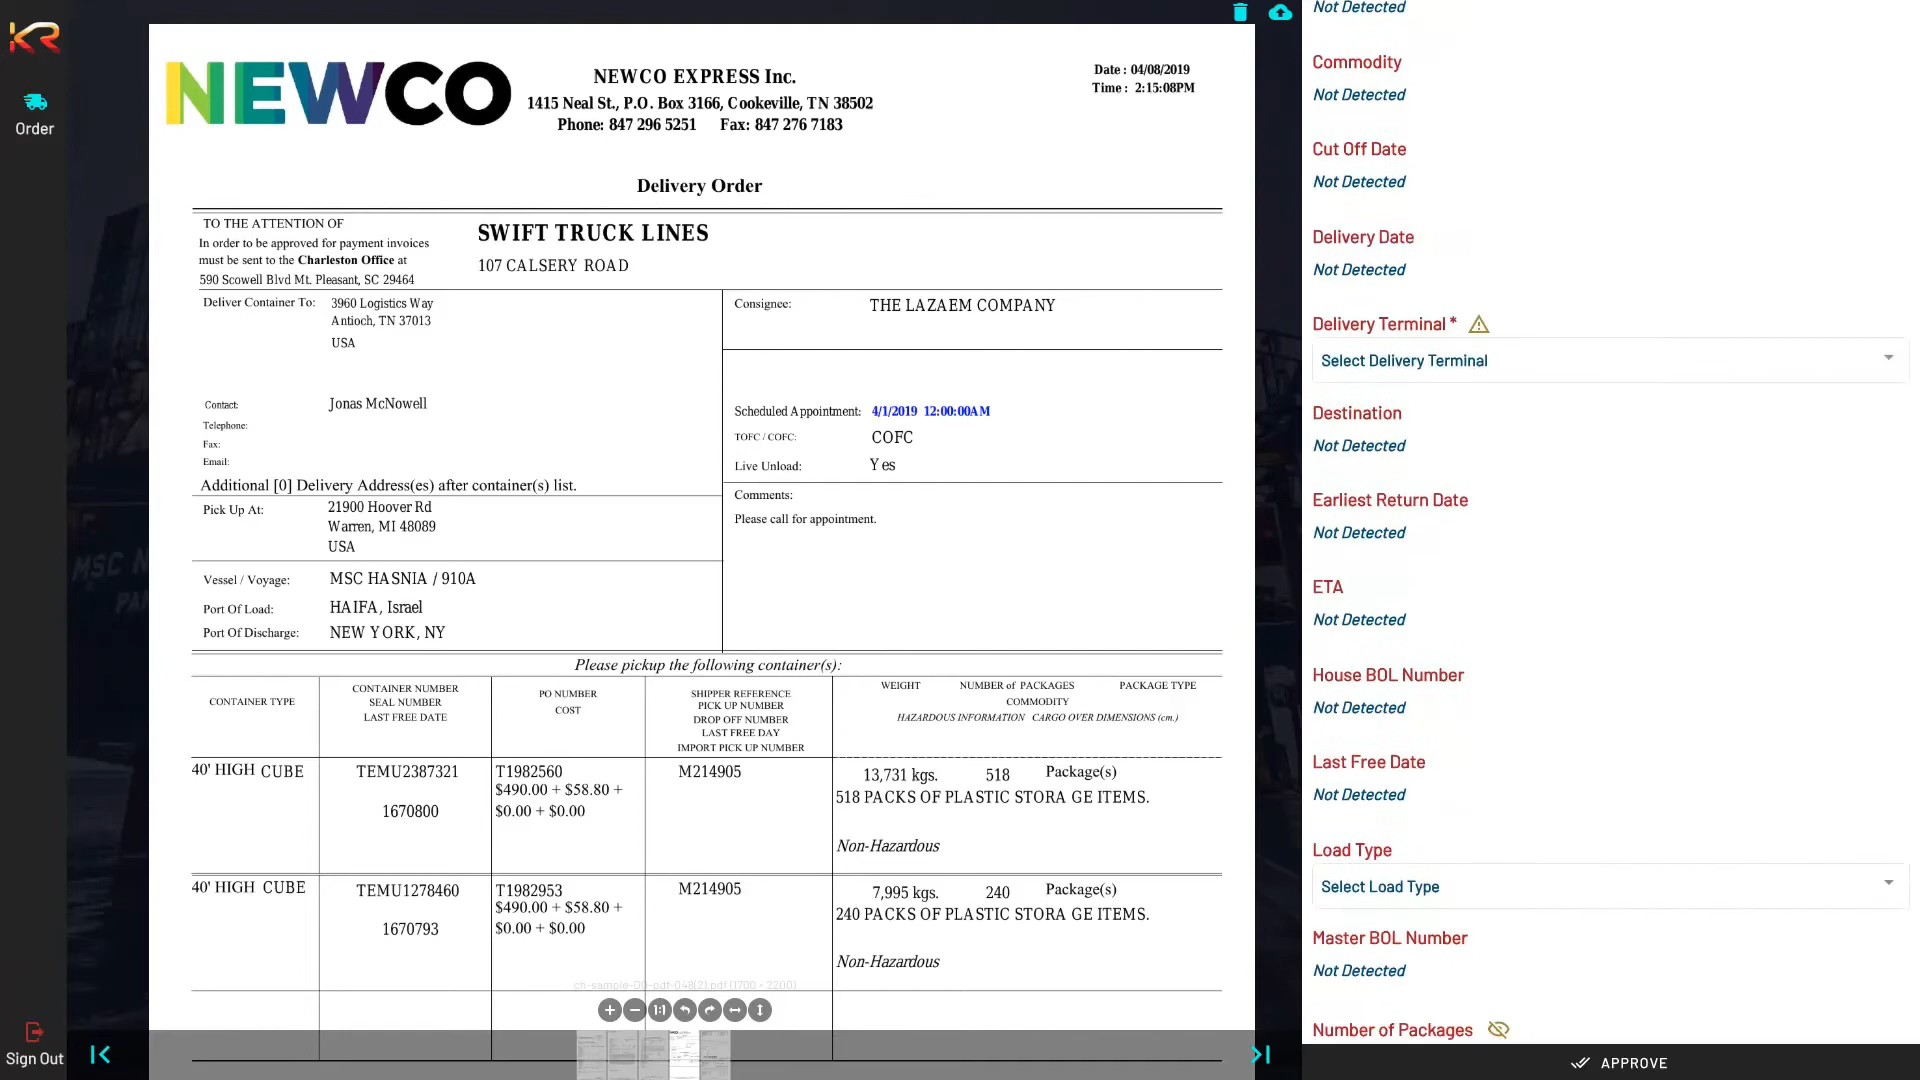 Order
Sign Out
NEWCO
NEWCO EXPRESS Inc.
1415 Neal St., P.O. Box 3166, Cookeville, TN 38502
Phone: 847 296 5251 Fax: 847 276 7183
Date : 04/08/2019
Time : 2:15:08PM
Delivery Order
TO THE ATTENTION OF
In order to be approved for payment invoices
must be sent to the Charleston Office at
590 Scowell Blvd Mt. Pleasant, SC 29464
SWIFT TRUCK LINES
107 CALSERY ROAD
Deliver Container To: 3960 Logistics Way
Antioch, TN 37013
USA
Contact: Jonas McNowell
Telephone:
Fax:
Email:
Additional [0] Delivery Address(es) after container(s) list.
Consignee: THE LAZAEM COMPANY
Scheduled Appointment: 4/1/2019 12:00:00AM
TOFC / COFC: COFC
Live Unload: Yes
Comments:
Please call for appointment.
Pick Up At: 21900 Hoover Rd
Warren, MI 48089
USA
Vessel / Voyage: MSC HASNIA / 910A
Port Of Load: HAIFA, Israel
Port Of Discharge: NEW YORK, NY
Please pickup the following container(s):
CONTAINER TYPE
CONTAINER NUMBER
SEAL NUMBER
LAST FREE DATE
PO NUMBER
COST
SHIPPER REFERENCE
PICK UP NUMBER
DROP OFF NUMBER
LAST FREE DAY
IMPORT PICK UP NUMBER
WEIGHT NUMBER of PACKAGES PACKAGE TYPE
COMMODITY
HAZARDOUS INFORMATION CARGO OVER DIMENSIONS (cm.)
40' HIGH CUBE
TEMU2387321
1670800
T1982560
$490.00 + $58.80 +
$0.00 + $0.00
M214905
13,731 kgs. 518 Package(s)
518 PACKS OF PLASTIC STORA GE ITEMS.
Non-Hazardous
40' HIGH CUBE
TEMU1278460
1670793
T1982953
$490.00 + $58.80 +
$0.00 + $0.00
M214905
7,995 kgs. 240 Package(s)
240 PACKS OF PLASTIC STORA GE ITEMS.
Non-Hazardous
1:1
Not Detected
Commodity
Not Detected
Cut Off Date
Not Detected
Delivery Date
Not Detected
Delivery Terminal *
Select Delivery Terminal
Destination
Not Detected
Earliest Return Date
Not Detected
ETA
Not Detected
House BOL Number
Not Detected
Last Free Date
Not Detected
Load Type
Select Load Type
Master BOL Number
Not Detected
Number of Packages
APPROVE